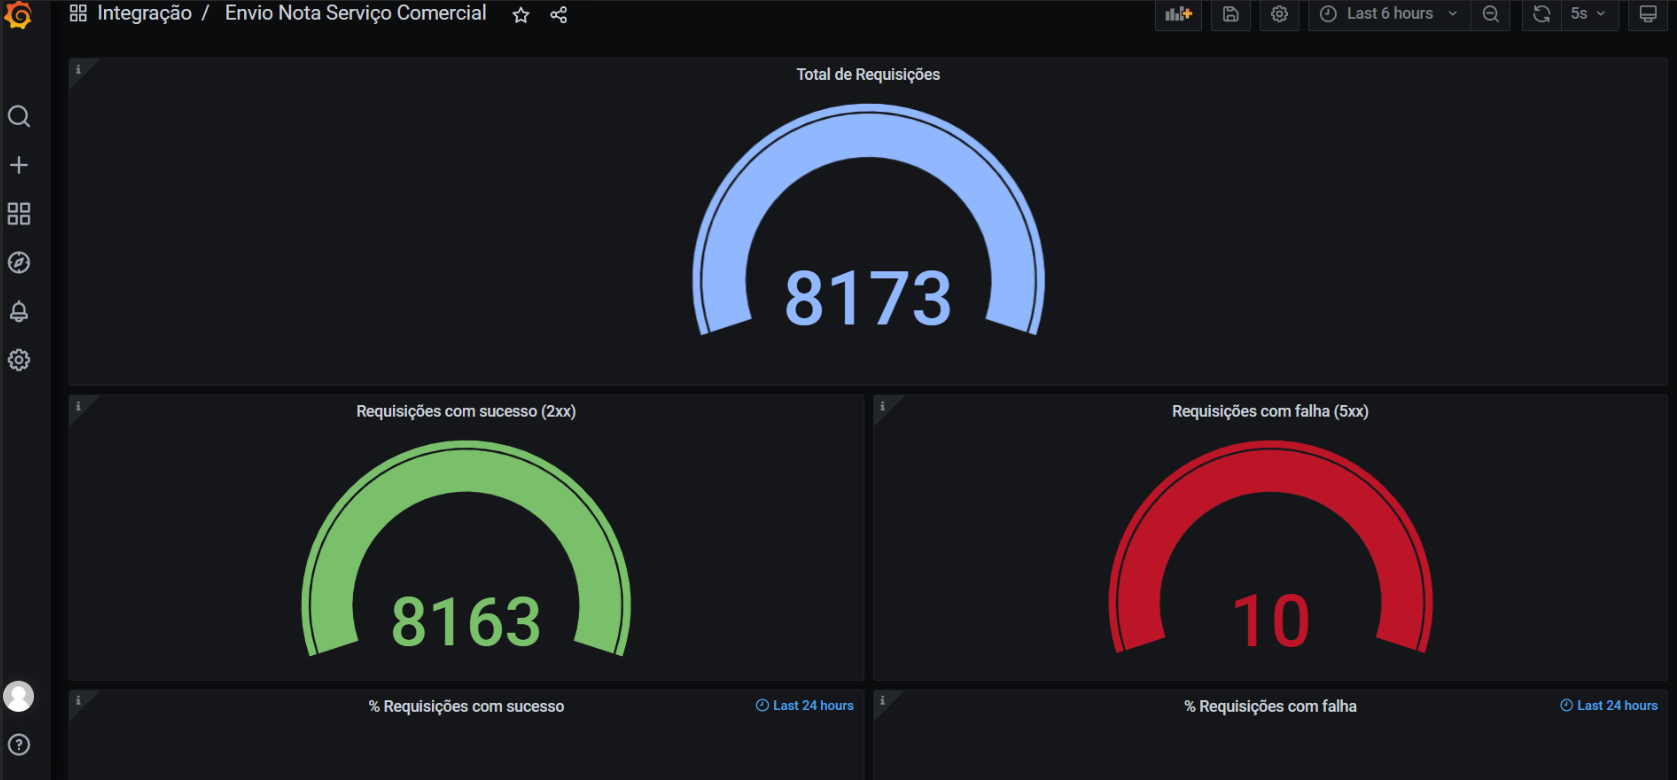 Integração / Envio Nota Serviço Comercial
Last 6 hours
5s
Total de Requisições
8173
Requisições com sucesso (2xx)
8163
Requisições com falha (5xx)
10
% Requisições com sucesso
Last 24 hours
% Requisições com falha
Last 24 hours